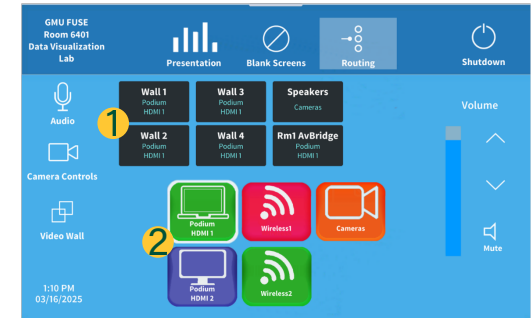 GMU FUSE
Room 6401
Data Visualization
Lab
Presentation
Blank Screens
Routing
Shutdown
Audio
Camera Controls
Video Wall
1:10 PM
03/16/2025
1
Wall 1
Podium
HDMI 1
Wall 3
Podium
HDMI 1
Speakers
Cameras
Wall 2
Podium
HDMI 1
Wall 4
Podium
HDMI 1
Rm1 AvBridge
Podium
HDMI 1
2
Podium
HDMI 1
Wireless1
Cameras
Podium
HDMI 2
Wireless2
Volume
Mute